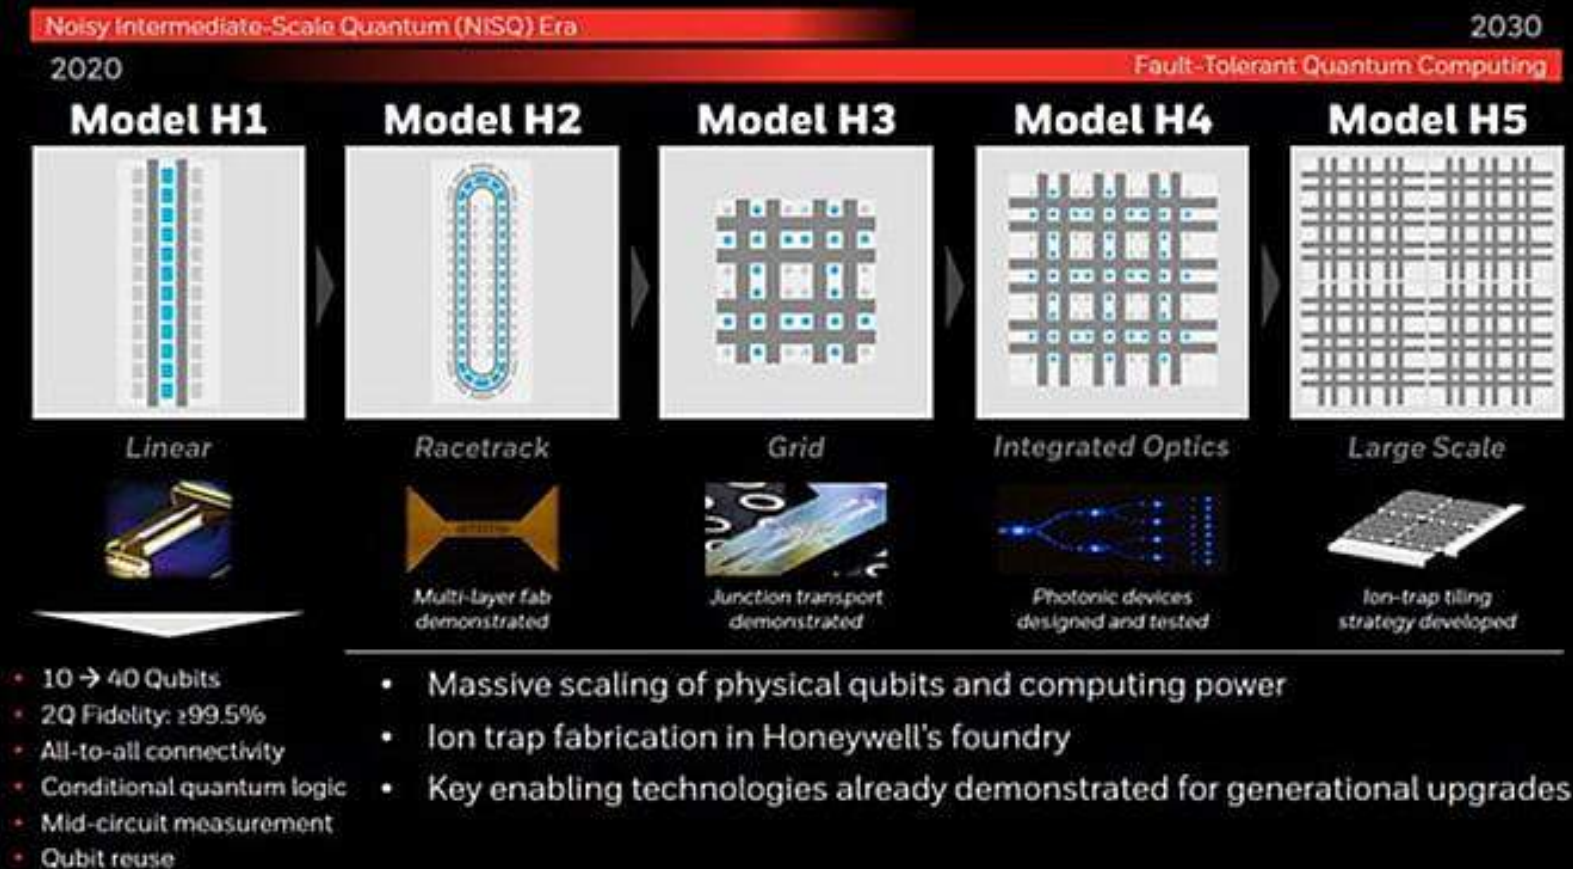 Noisy Intermediate-Scale Quantum (NISQ) Era
2030
2020
Fault-Tolerant Quantum Computing
Model H1
Model H2
Model H3
Model H4
Model H5
Linear
Racetrack
Grid
Integrated Optics
Large Scale
Multi-layer fab
demonstrated
Junction transport
demonstrated
Photonic devices
designed and tested
Ion-trap tiling
strategy developed
• 10 → 40 Qubits
• 2Q Fidelity: ≥99.5%
• All-to-all connectivity
• Conditional quantum logic
• Mid-circuit measurement
• Qubit reuse
• Massive scaling of physical qubits and computing power
• Ion trap fabrication in Honeywell's foundry
• Key enabling technologies already demonstrated for generational upgrades